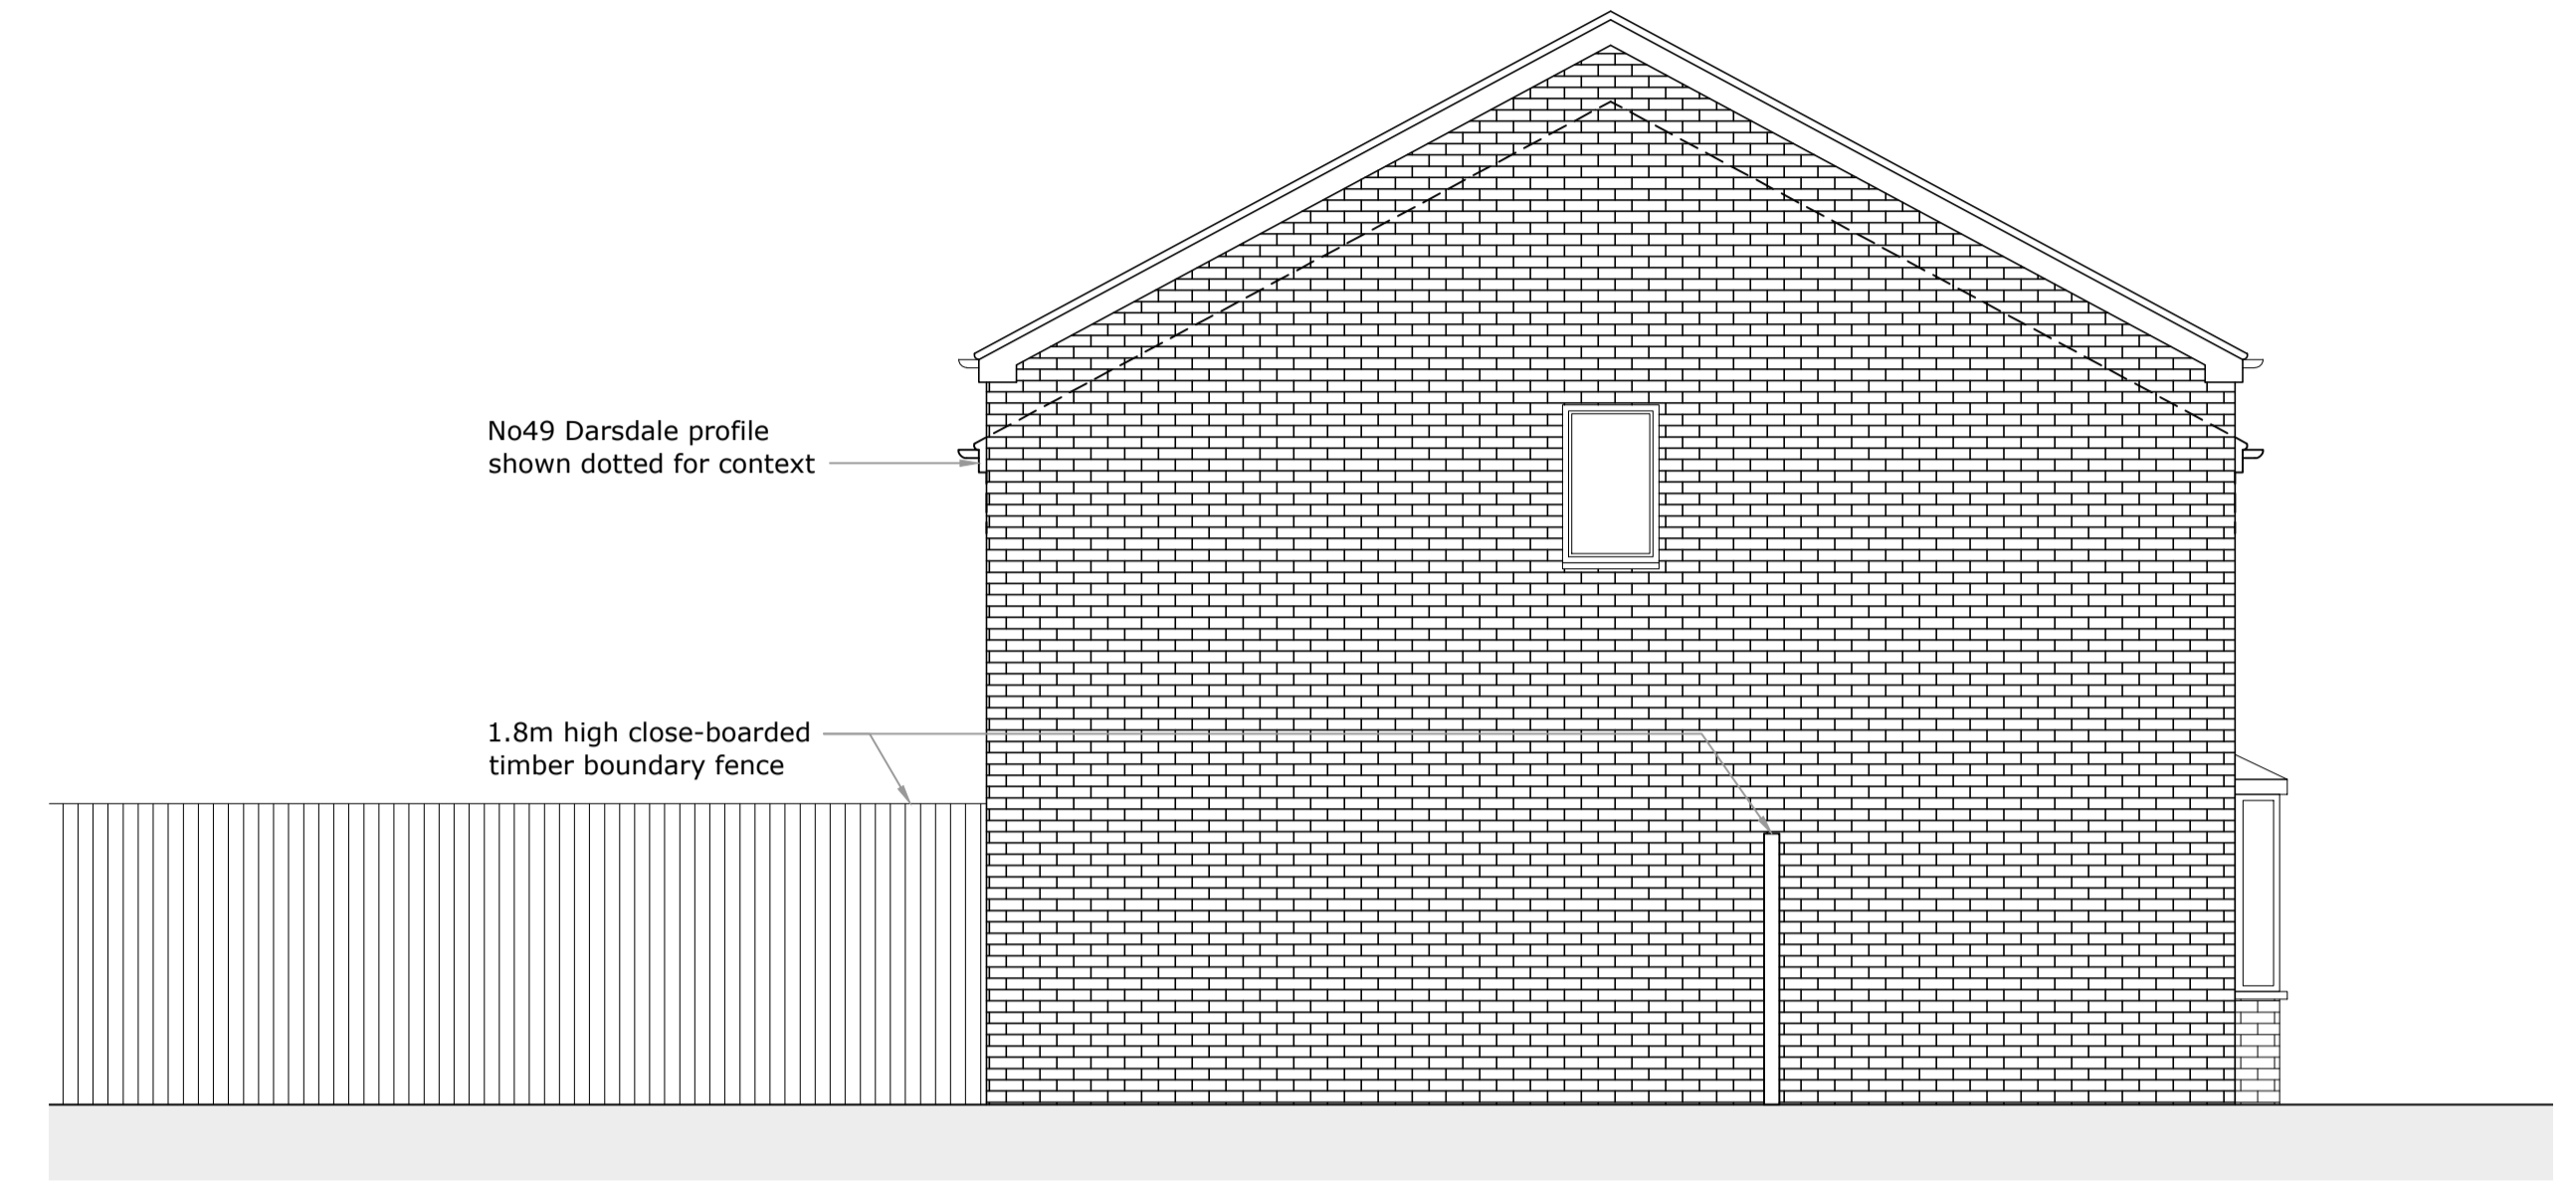 No49 Darsdale profile
shown dotted for context
1.8m high close-boarded
timber boundary fence